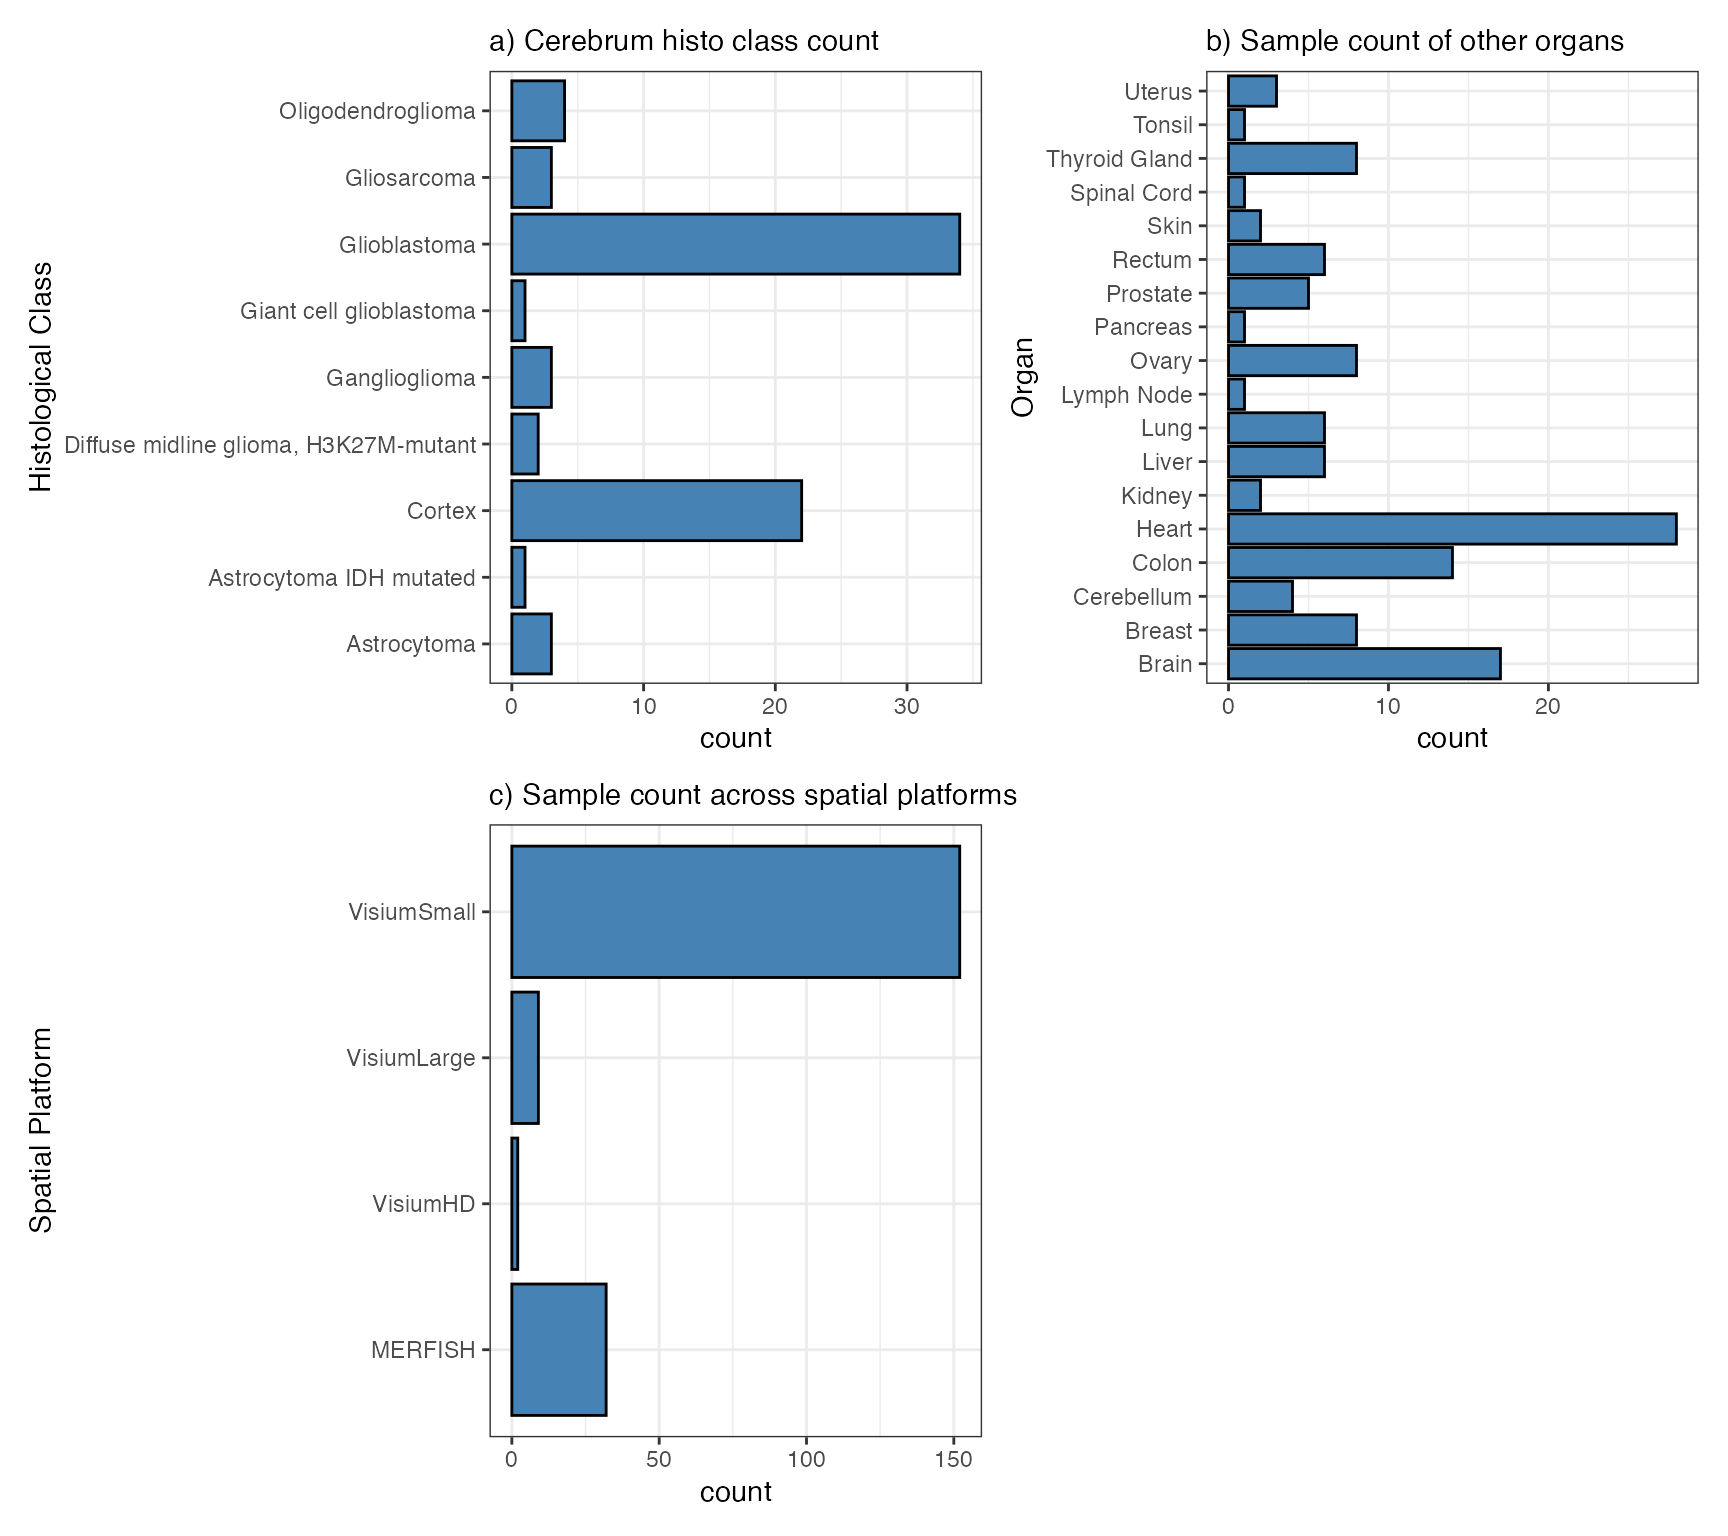 a) Cerebrum histo class count
Histological Class
Oligodendroglioma
Gliosarcoma
Glioblastoma
Giant cell glioblastoma
Ganglioglioma
Diffuse midline glioma, H3K27M-mutant
Cortex
Astrocytoma IDH mutated
Astrocytoma
0 10 20 30
count
b) Sample count of other organs
Organ
Uterus
Tonsil
Thyroid Gland
Spinal Cord
Skin
Rectum
Prostate
Pancreas
Ovary
Lymph Node
Lung
Liver
Kidney
Heart
Colon
Cerebellum
Breast
Brain
0 10 20
count
c) Sample count across spatial platforms
Spatial Platform
VisiumSmall
VisiumLarge
VisiumHD
MERFISH
0 50 100 150
count